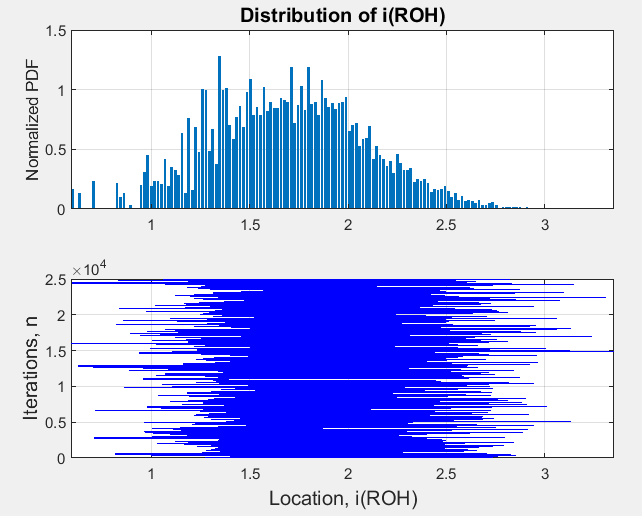 Distribution of i(ROH)
Normalized PDF
1.5
1
0.5
0
1 1.5 2 2.5 3
×10^4
Iterations, n
2.5
2
1.5
1
0.5
0
1 1.5 2 2.5 3
Location, i(ROH)